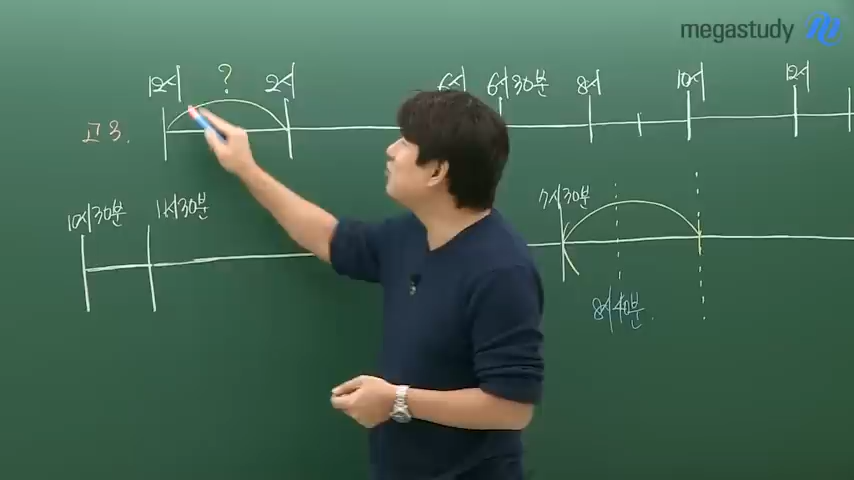 megastudy
12시 ? 2시 6시 6시30분 8시 10시 12시
고3.
10시30분 11시30분 7시30분
8시40분.